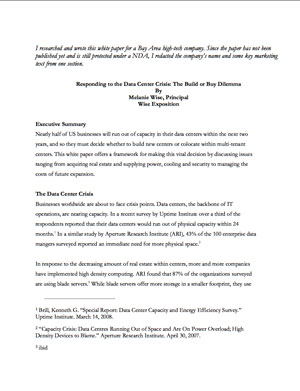 I researched and wrote this white paper for a Bay Area high-tech company. Since the paper has not been
published yet and is still protected under a NDA, I redacted the company's name and some key marketing
text from one section.
Responding to the Data Center Crisis: The Build or Buy Dilemma
By
Melanie Wise, Principal
Wise Exposition
Executive Summary
Nearly half of US businesses will run out of capacity in their data centers within the next two
years, and so they must decide whether to build new centers or colocate within multi-tenant
centers. This white paper offers a framework for making this vital decision by discussing issues
ranging from acquiring real estate and supplying power, cooling and security to managing the
costs of future expansion.
The Data Center Crisis
Businesses worldwide are about to face crisis points. Data centers, the backbone of IT
operations, are nearing capacity. In a recent survey by Uptime Institute over a third of the
respondents reported that their data centers would run out of physical capacity within 24
months.¹ In a similar study by Aperture Research Institute (ARI), 43% of the 100 enterprise data
mangers surveyed reported an immediate need for more physical space.²
In response to the decreasing amount of real estate within centers, more and more companies
have implemented high density computing. ARI found that 87% of the organizations surveyed
are using blade servers.³ While blade servers offer more storage in a smaller footprint, they use
¹ Brill, Kenneth G. "Special Report: Data Center Capacity and Energy Efficiency Survey."
Uptime Institute. March 14, 2008.
² "Capacity Crisis: Data Centres Running Out of Space and Are On Power Overload; High
Density Devices to Blame." Aperture Research Institute. April 30, 2007.
³ ibid